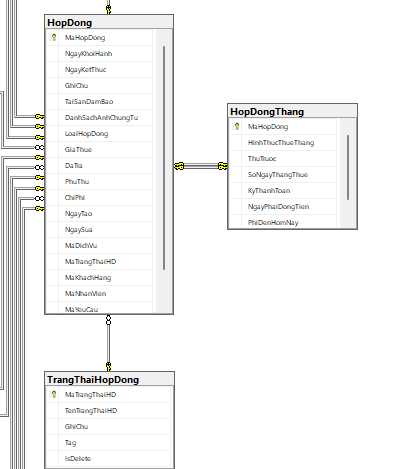 HopDong
MaHopDong
NgayKhoiHanh
NgayKetThuc
GhiChu
TaiSanDamBao
DanhSachAnhChungTu
LoaiHopDong
GiaThue
DaTra
PhuThu
ChiPhi
NgayTao
NgaySua
MaDichVu
MaTrangThaiHD
MaKhachHang
MaNhanVien
MaYeuCau
HopDongThang
MaHopDong
HinhThucThueThang
ThuTruoc
SoNgayThangThue
KyThanhToan
NgayPhaiDongTien
PhiDenHomNay
TrangThaiHopDong
MaTrangThaiHD
TenTrangThaiHD
GhiChu
Tag
IsDelete